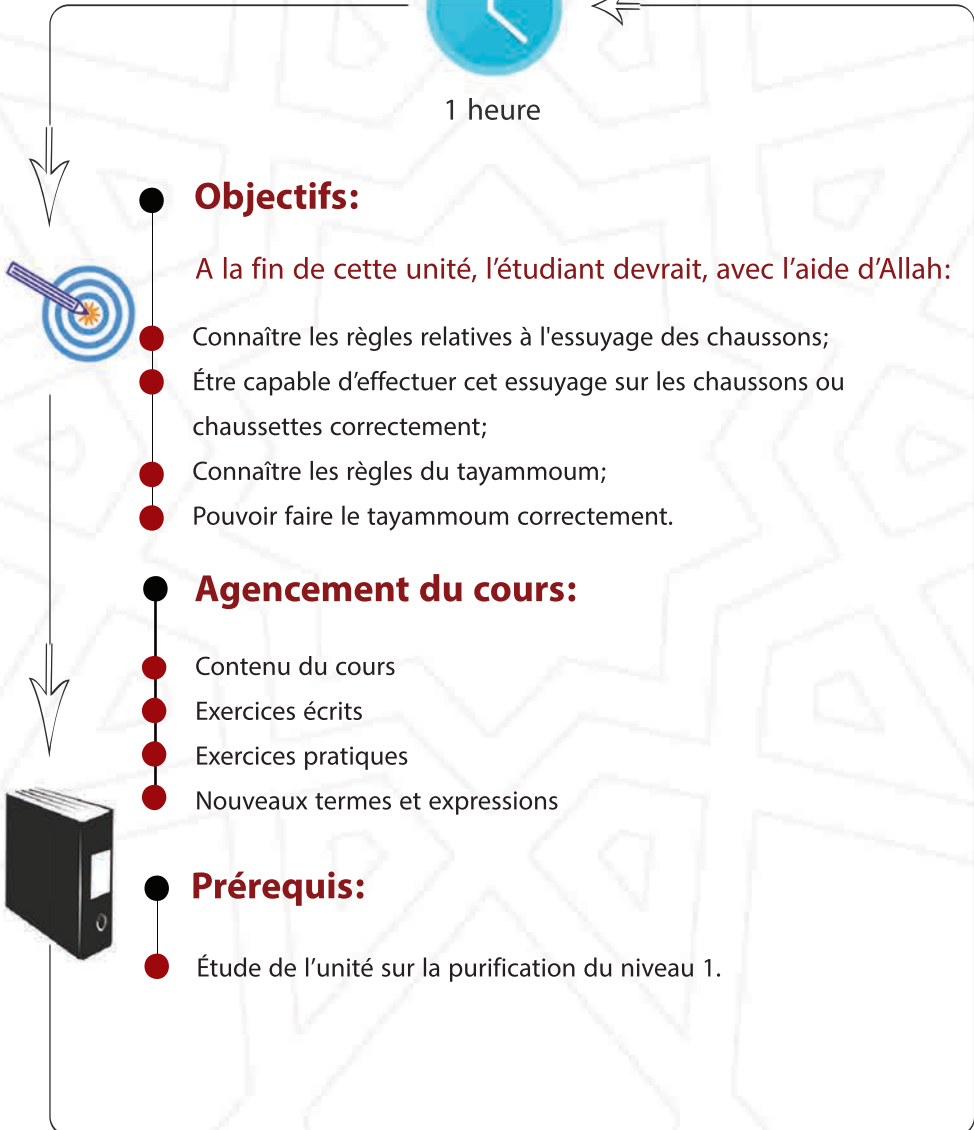 1 heure
Objectifs:
A la fin de cette unité, l’étudiant devrait, avec l’aide d’Allah:
Connaître les règles relatives à l'essuyage des chaussons;
Étre capable d’effectuer cet essuyage sur les chaussons ou
chaussettes correctement;
Connaître les règles du tayammoum;
Pouvoir faire le tayammoum correctement.
Agencement du cours:
Contenu du cours
Exercices écrits
Exercices pratiques
Nouveaux termes et expressions
Prérequis:
Étude de l’unité sur la purification du niveau 1.